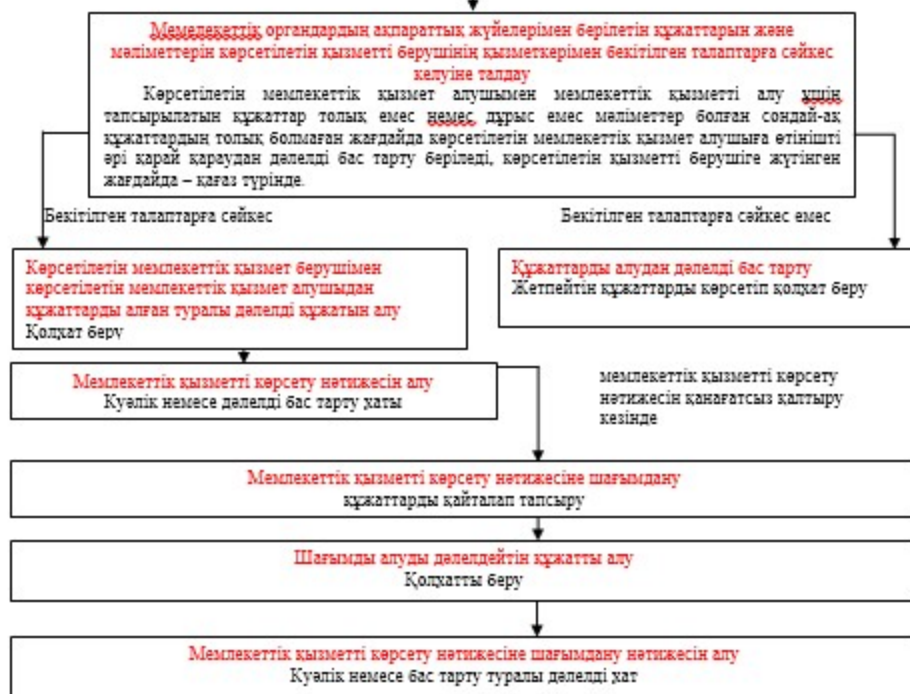 Мемелекеттік органдардың ақпараттық жүйелерімен берілетін құжаттарын және
мәліметтерін көрсетілетін қызметті берушінің қызметкерімен бекітілген талаптарға сәйкес
келуіне талдау
Көрсетілетін мемлекеттік қызмет алушымен мемлекеттік қызметті алу үшін
тапсырылатын құжаттар толық емес немес дұрыс емес мәліметтер болған сондай-ақ
құжаттардың толық болмаған жағдайда көрсетілетін мемлекеттік қызмет алушыға өтінішті
әрі қарай қараудан дәлелді бас тарту беріледі, көрсетілетін қызметті берушіге жүгінген
жағдайда – қағаз түрінде.
Бекітілген талаптарға сәйкес
Бекітілген талаптарға сәйкес емес
Көрсетілетін мемлекеттік қызмет берушімен
көрсетілетін мемлекеттік қызмет алушыдан
құжаттарды алған туралы дәлелді құжатын алу
Қолхат беру
Құжаттарды алудан дәлелді бас тарту
Жетпейтін құжаттарды көрсетіп қолхат беру
Мемлекеттік қызметті көрсету нәтижесін алу
Куәлік немесе дәлелді бас тарту хаты
мемлекеттік қызметті көрсету
нәтижесін қанағатсыз қалтыру
кезінде
Мемлекеттік қызметті көрсету нәтижесіне шағымдану
құжаттарды қайталап тапсыру
Шағымды алуды дәлелдейтін құжатты алу
Қолхатты беру
Мемлекеттік қызметті көрсету нәтижесіне шағымдану нәтижесін алу
Куәлік немесе бас тарту туралы дәлелді хат